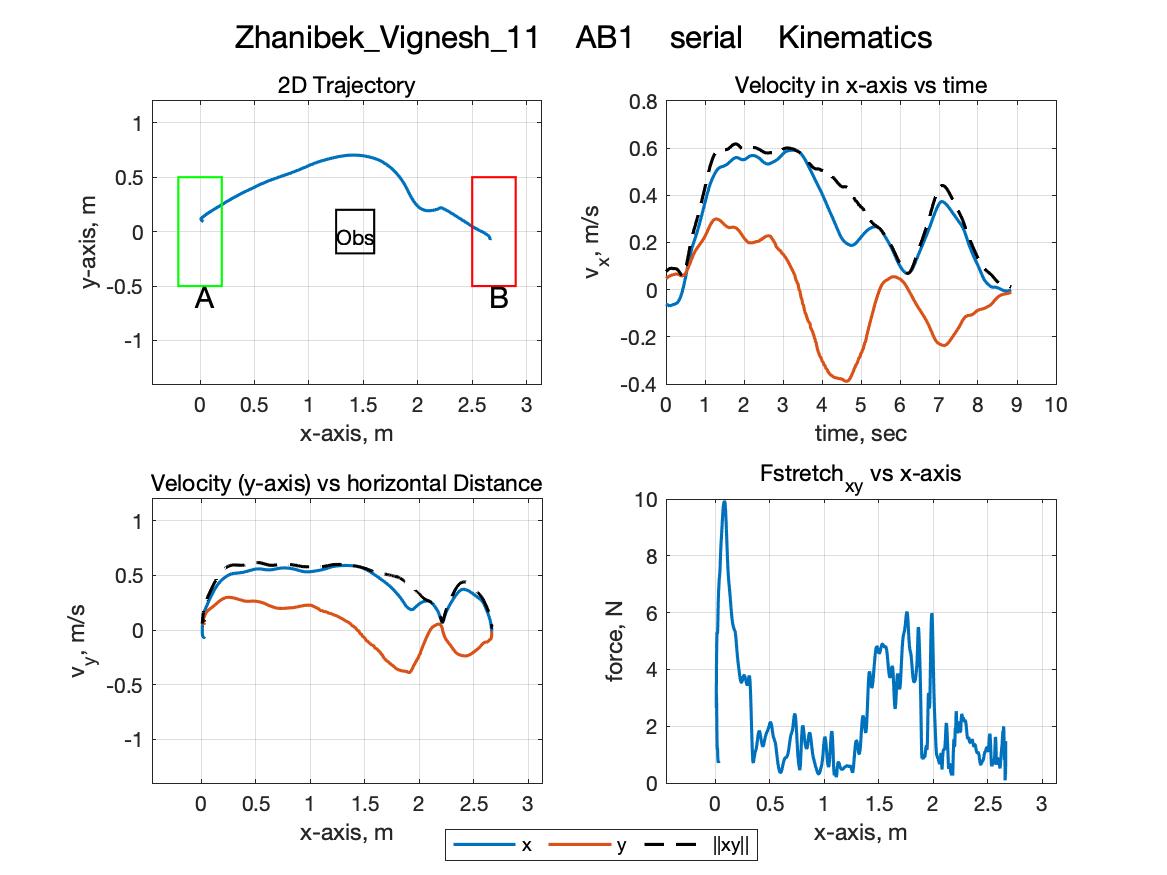 Zhanibek_Vignesh_11 AB1 serial Kinematics
2D Trajectory
1
0.5
0
-0.5
-1
y-axis, m
A
Obs
B
0 0.5 1 1.5 2 2.5 3
x-axis, m
Velocity in x-axis vs time
0.8
0.6
0.4
0.2
0
-0.2
-0.4
v_x, m/s
0 1 2 3 4 5 6 7 8 9 10
time, sec
Velocity (y-axis) vs horizontal Distance
1
0.5
0
-0.5
-1
v_y, m/s
0 0.5 1 1.5 2 2.5 3
x-axis, m
Fstretch_xy vs x-axis
10
8
6
4
2
0
force, N
0 0.5 1 1.5 2 2.5 3
x-axis, m
x y ||xy||